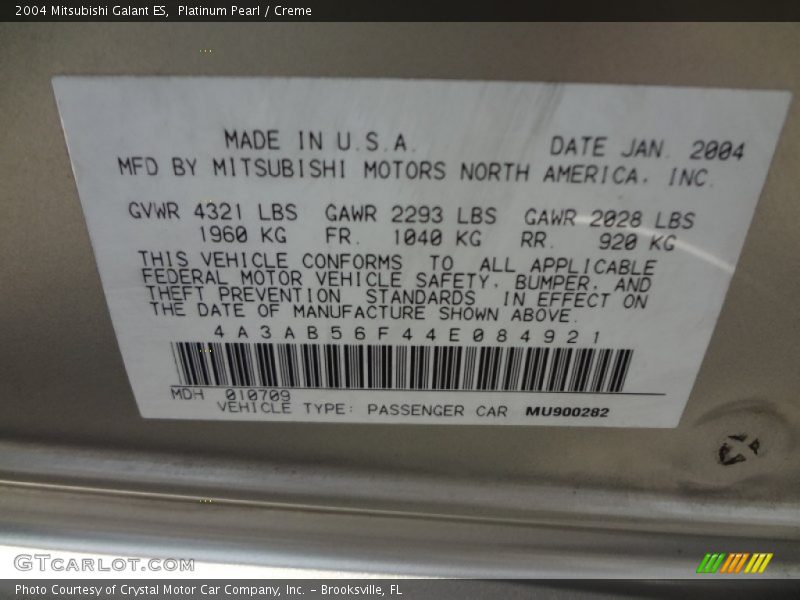 2004 Mitsubishi Galant ES, Platinum Pearl / Creme
MADE IN U.S.A. DATE JAN. 2004
MFD BY MITSUBISHI MOTORS NORTH AMERICA, INC.
GVWR 4321 LBS GAWR 2293 LBS GAWR 2028 LBS
1960 KG FR. 1040 KG RR. 920 KG
THIS VEHICLE CONFORMS TO ALL APPLICABLE
FEDERAL MOTOR VEHICLE SAFETY, BUMPER, AND
THEFT PREVENTION STANDARDS IN EFFECT ON
THE DATE OF MANUFACTURE SHOWN ABOVE.
4A3AB56F44E084921
MDH 010709
VEHICLE TYPE: PASSENGER CAR MU900282
GTCARLOT.COM
Photo Courtesy of Crystal Motor Car Company, Inc. – Brooksville, FL